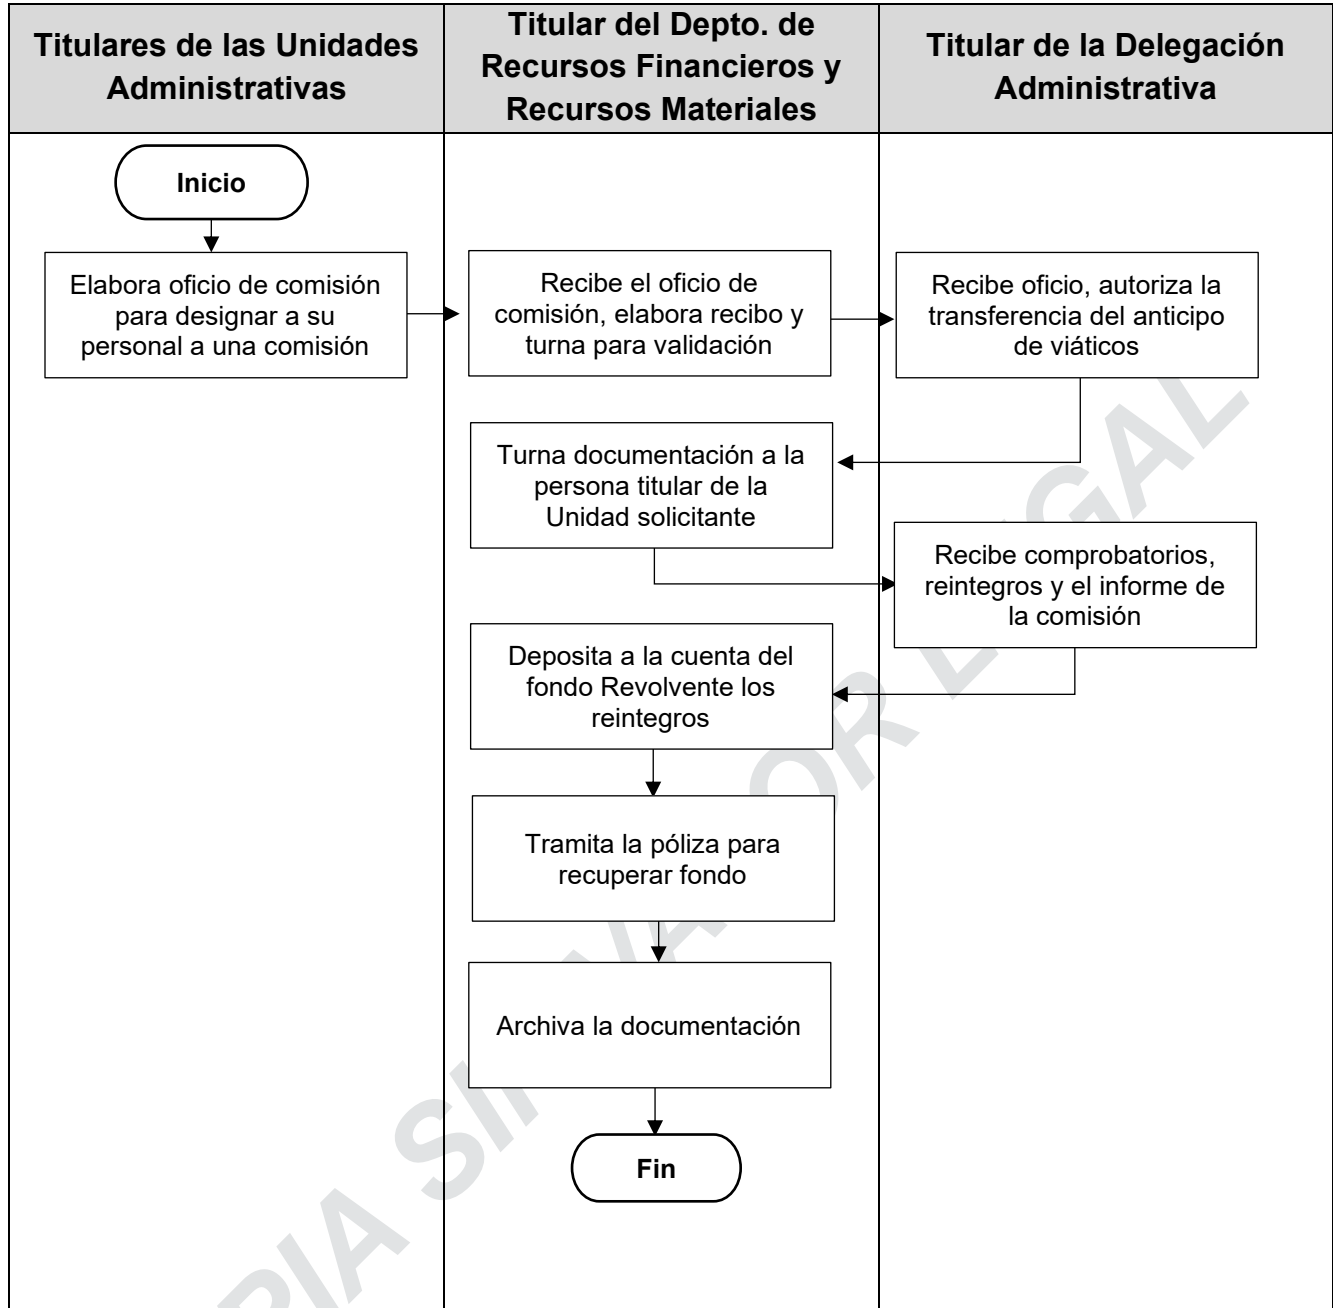 Titulares de las Unidades
Administrativas
Titular del Depto. de
Recursos Financieros y
Recursos Materiales
Titular de la Delegación
Administrativa
Inicio
Elabora oficio de comisión
para designar a su
personal a una comisión
Recibe el oficio de
comisión, elabora recibo y
turna para validación
Recibe oficio, autoriza la
transferencia del anticipo
de viáticos
Turna documentación a la
persona titular de la
Unidad solicitante
Recibe comprobatorios,
reintegros y el informe de
la comisión
Deposita a la cuenta del
fondo Revolvente los
reintegros
Tramita la póliza para
recuperar fondo
Archiva la documentación
Fin